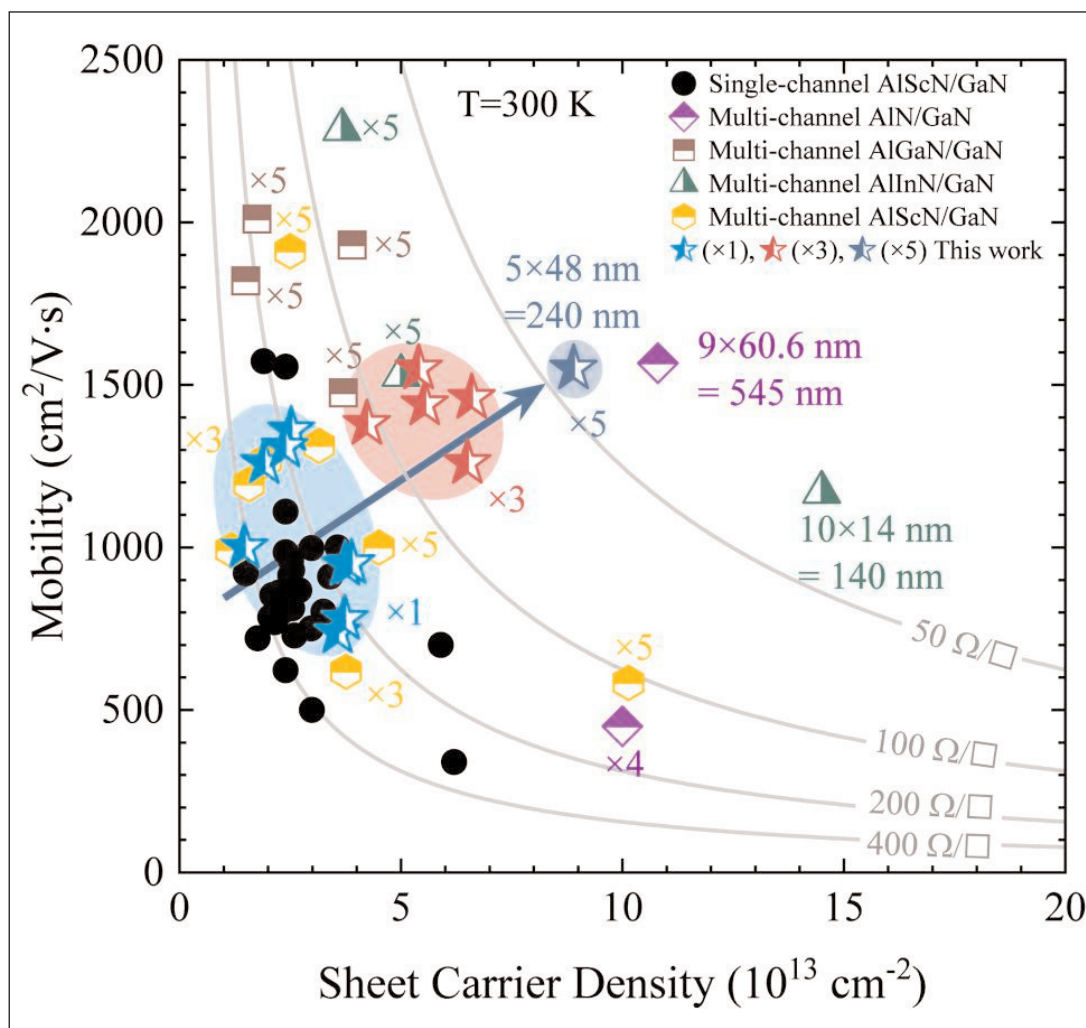 2500
2000
1500
1000
500
0
0
5
10
15
20
Mobility (cm²/V·s)
Sheet Carrier Density (10¹³ cm⁻²)
T=300 K
Single-channel AlScN/GaN
Multi-channel AlN/GaN
Multi-channel AlGaN/GaN
Multi-channel AlInN/GaN
Multi-channel AlScN/GaN
(×1), (×3), (×5) This work
×5
×5
×5
×5
×5
×5
×5
×5
5×48 nm
=240 nm
×5
9×60.6 nm
= 545 nm
×3
×3
10×14 nm
= 140 nm
×5
×1
×3
×5
×4
50 Ω/□
100 Ω/□
200 Ω/□
400 Ω/□